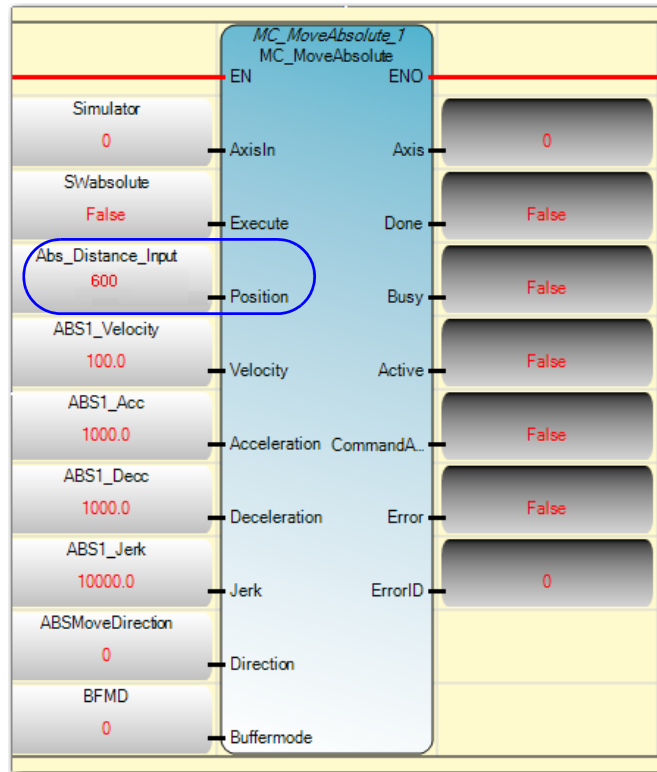 MC_MoveAbsolute_1
MC_MoveAbsolute
EN ENO
Simulator
0
AxisIn Axis
0
SWabsolute
False
Execute Done
False
Abs_Distance_Input
600
Position Busy
False
ABS1_Velocity
100.0
Velocity Active
False
ABS1_Acc
1000.0
Acceleration CommandA...
False
ABS1_Decc
1000.0
Deceleration Error
False
ABS1_Jerk
10000.0
Jerk ErrorID
0
ABSMoveDirection
0
Direction
BFMD
0
Buffermode